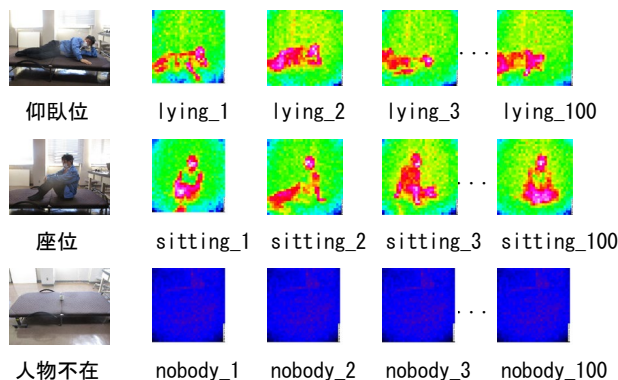 仰臥位 lying_1 lying_2 lying_3 ... lying_100
座位 sitting_1 sitting_2 sitting_3 ... sitting_100
人物不在 nobody_1 nobody_2 nobody_3 ... nobody_100